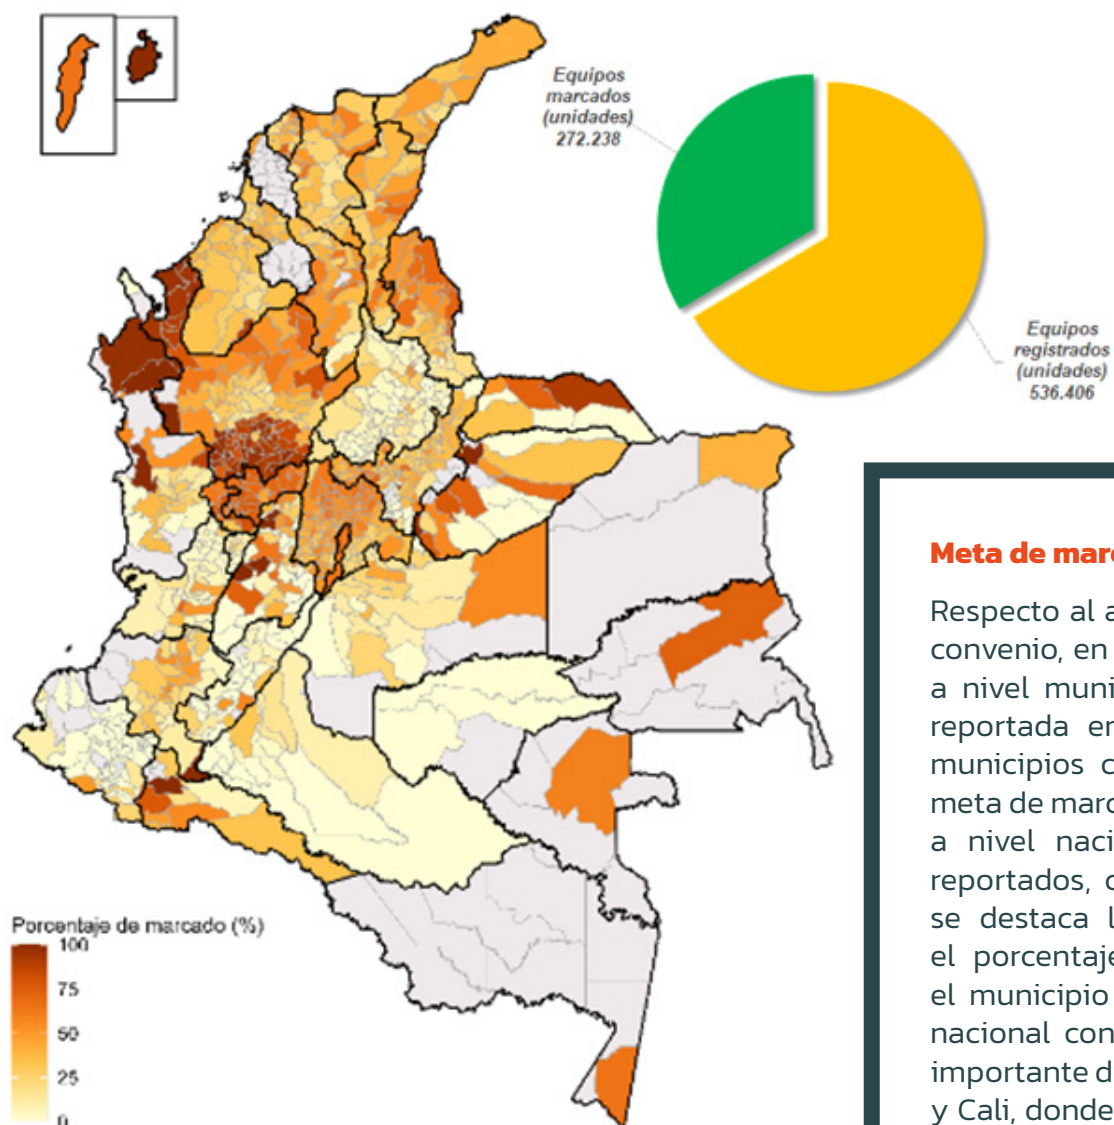 Equipos
marcados
(unidades)
272.238
Equipos
registrados
(unidades)
536.406
Porcentaje de marcado (%)
100
75
50
25
0
Meta de marc
Respecto al a
convenio, en
a nivel muni
reportada en
municipios c
meta de marc
a nivel naci
reportados, c
se destaca l
el porcentaje
el municipio
nacional con
importante d
y Cali, donde